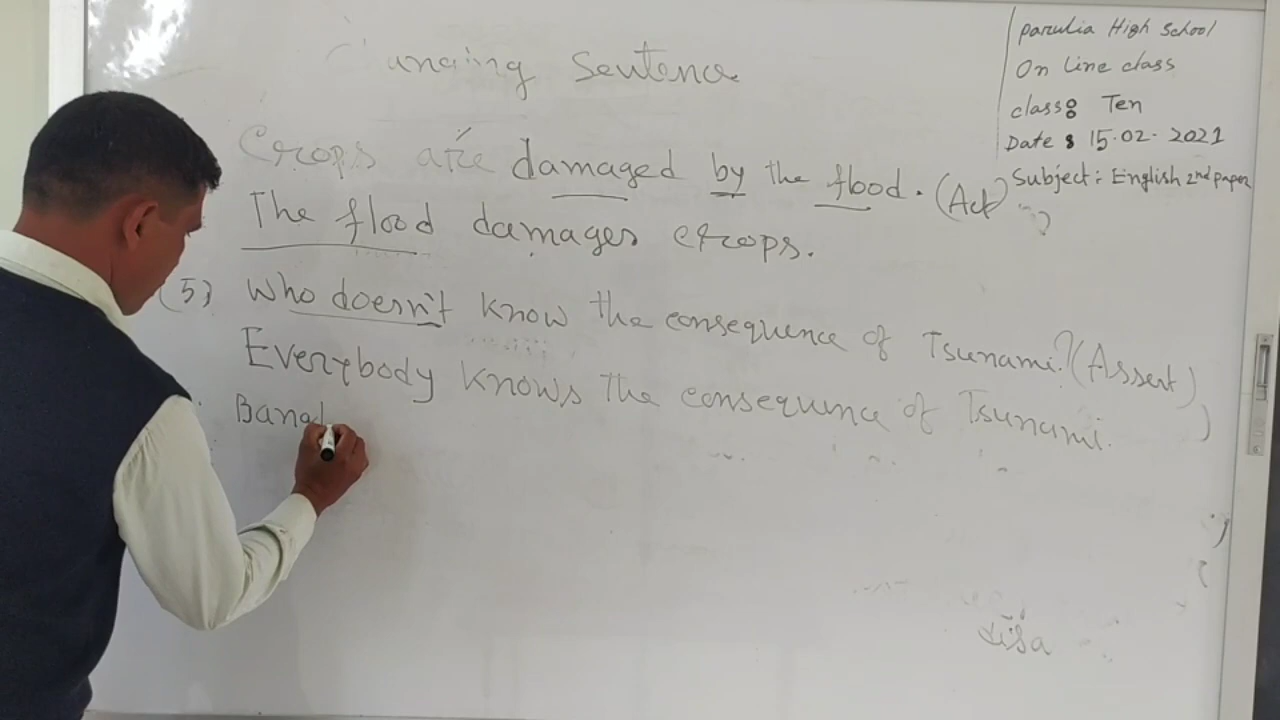 Changing Sentence
Parulia High School
On Line class
class: Ten
Date: 15.02.2021
Subject: English 2nd paper
Crops are damaged by the flood. (Act)
The flood damages crops.
(5) Who doesn't know the consequence of Tsunami? (Assert)
Everybody knows the consequence of Tsunami.
Bangl